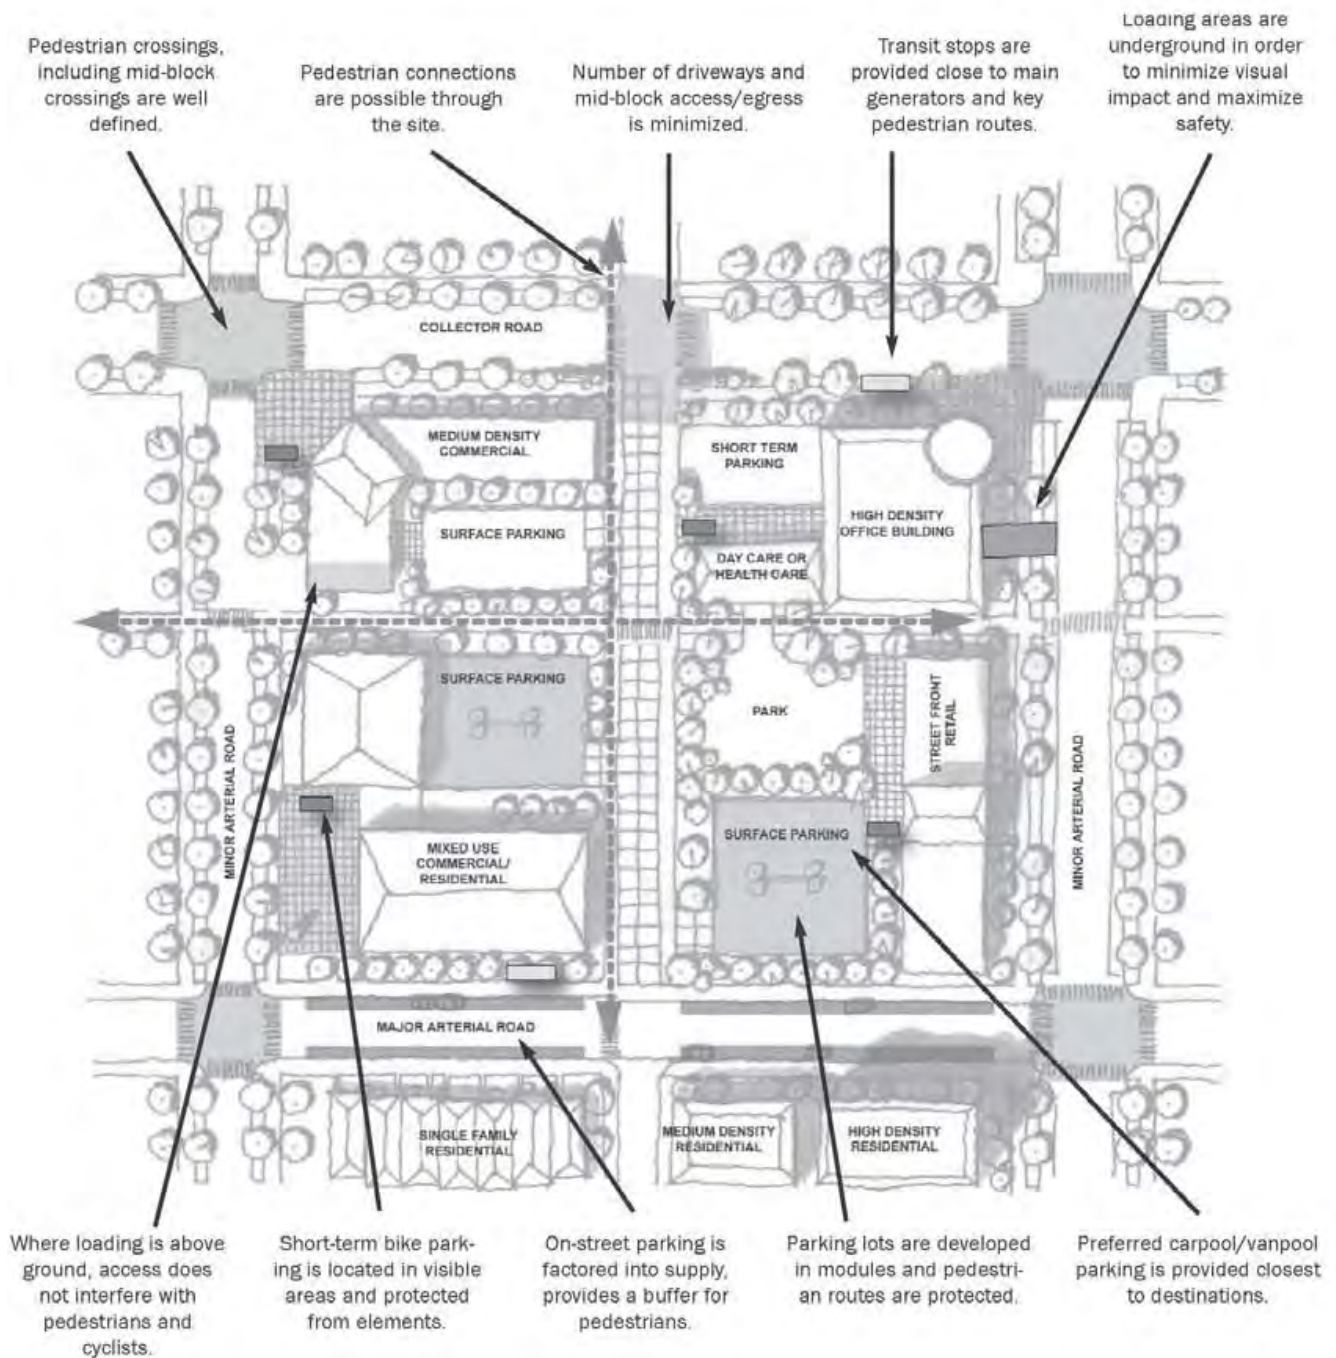 Pedestrian crossings,
including mid-block
crossings are well
defined.
Pedestrian connections
are possible through
the site.
Number of driveways and
mid-block access/egress
is minimized.
Transit stops are
provided close to main
generators and key
pedestrian routes.
Loading areas are
underground in order
to minimize visual
impact and maximize
safety.
COLLECTOR ROAD
MEDIUM DENSITY
COMMERCIAL
SHORT TERM
PARKING
SURFACE PARKING
HIGH DENSITY
OFFICE BUILDING
DAY CARE OR
HEALTH CARE
SURFACE PARKING
PARK
STREET FRONT
RETAIL
MINOR ARTERIAL ROAD
MINOR ARTERIAL ROAD
SURFACE PARKING
MIXED USE
COMMERCIAL/
RESIDENTIAL
MAJOR ARTERIAL ROAD
SINGLE FAMILY
RESIDENTIAL
MEDIUM DENSITY
RESIDENTIAL
HIGH DENSITY
RESIDENTIAL
Where loading is above
ground, access does
not interfere with
pedestrians and
cyclists.
Short-term bike park-
ing is located in visible
areas and protected
from elements.
On-street parking is
factored into supply,
provides a buffer for
pedestrians.
Parking lots are developed
in modules and pedestri-
an routes are protected.
Preferred carpool/vanpool
parking is provided closest
to destinations.